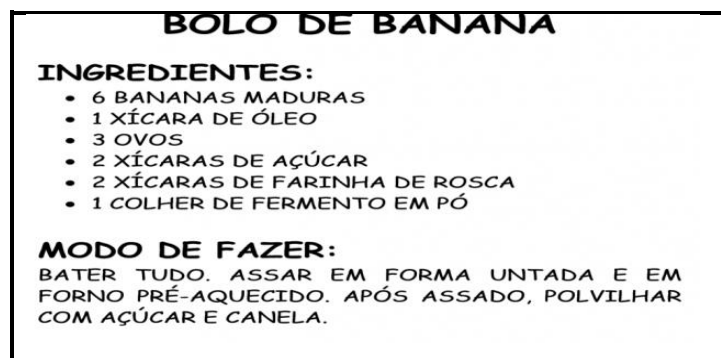 BOLO DE BANANA
INGREDIENTES:
• 6 BANANAS MADURAS
• 1 XÍCARA DE ÓLEO
• 3 OVOS
• 2 XÍCARAS DE AÇÚCAR
• 2 XÍCARAS DE FARINHA DE ROSCA
• 1 COLHER DE FERMENTO EM PÓ
MODO DE FAZER:
BATER TUDO. ASSAR EM FORMA UNTADA E EM
FORNO PRÉ-AQUECIDO. APÓS ASSADO, POLVILHAR
COM AÇÚCAR E CANELA.